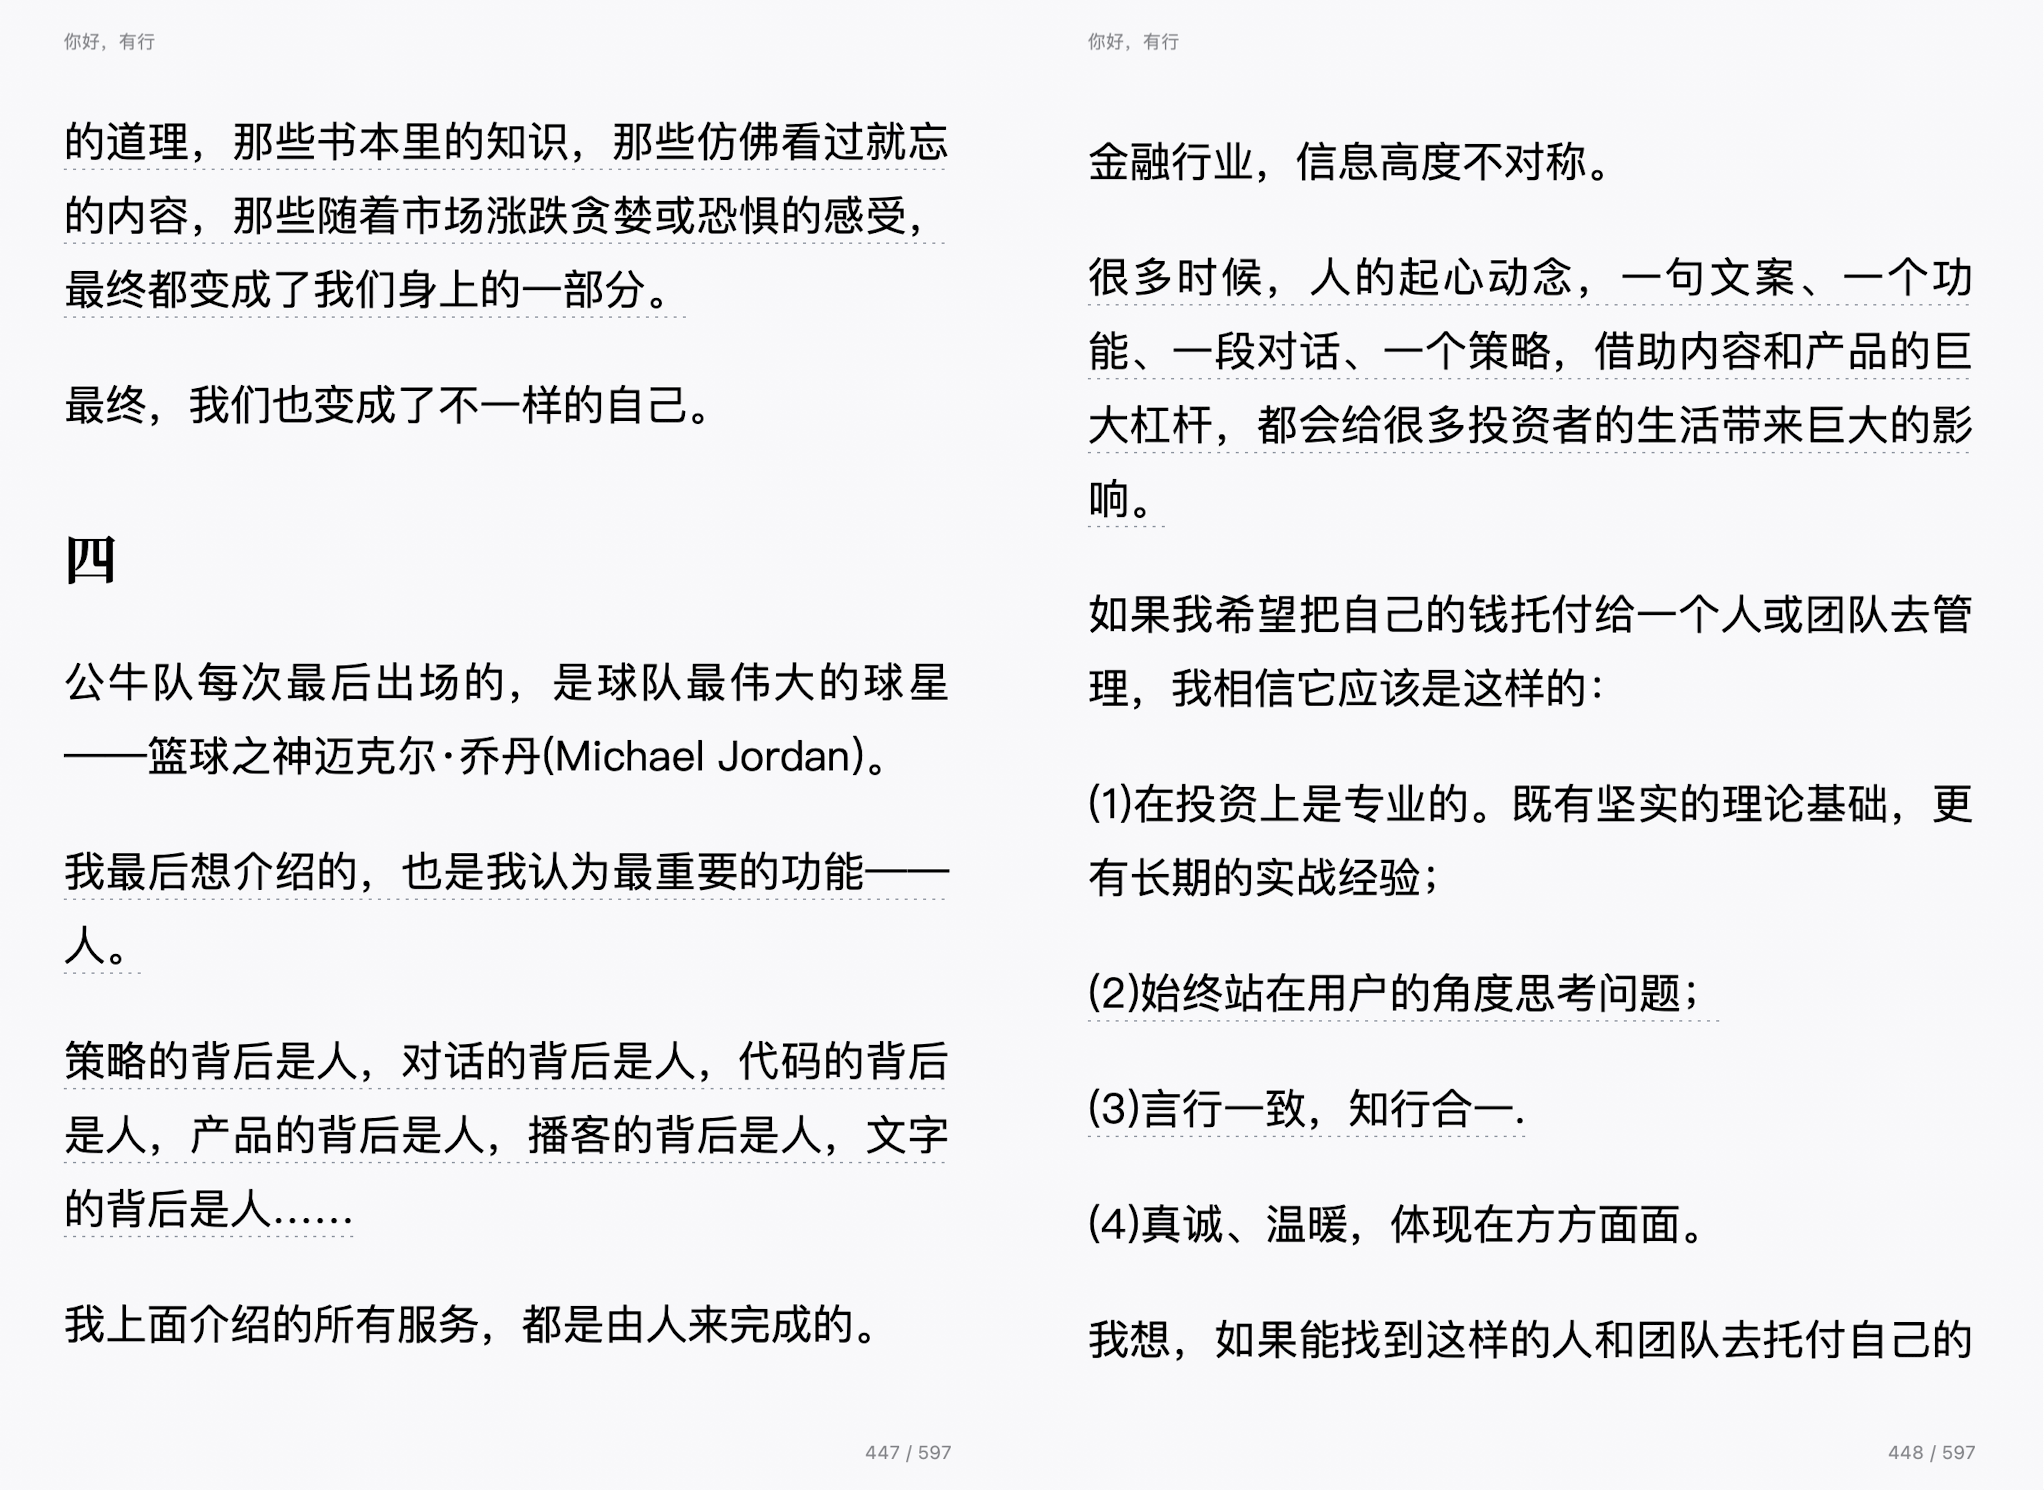 你好，有行
的道理，那些书本里的知识，那些仿佛看过就忘
的内容，那些随着市场涨跌贪婪或恐惧的感受，
最终都变成了我们身上的一部分。
最终，我们也变成了不一样的自己。
四
公牛队每次最后出场的，是球队最伟大的球星
——篮球之神迈克尔·乔丹(Michael Jordan)。
我最后想介绍的，也是我认为最重要的功能——
人。
策略的背后是人，对话的背后是人，代码的背后
是人，产品的背后是人，播客的背后是人，文字
的背后是人……
我上面介绍的所有服务，都是由人来完成的。
447 / 597
你好，有行
金融行业，信息高度不对称。
很多时候，人的起心动念，一句文案、一个功
能、一段对话、一个策略，借助内容和产品的巨
大杠杆，都会给很多投资者的生活带来巨大的影
响。
如果我希望把自己的钱托付给一个人或团队去管
理，我相信它应该是这样的：
(1)在投资上是专业的。既有坚实的理论基础，更
有长期的实战经验；
(2)始终站在用户的角度思考问题；
(3)言行一致，知行合一.
(4)真诚、温暖，体现在方方面面。
我想，如果能找到这样的人和团队去托付自己的
448 / 597